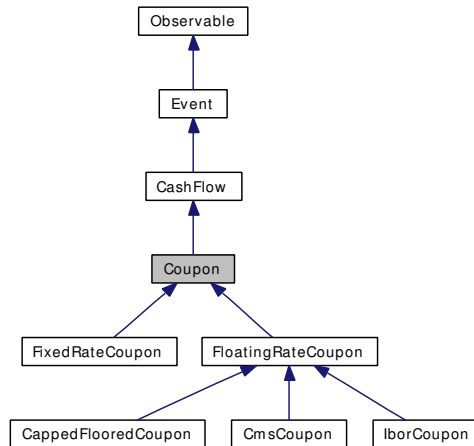 Observable
Event
CashFlow
Coupon
FixedRateCoupon
FloatingRateCoupon
CappedFlooredCoupon
CmsCoupon
IborCoupon